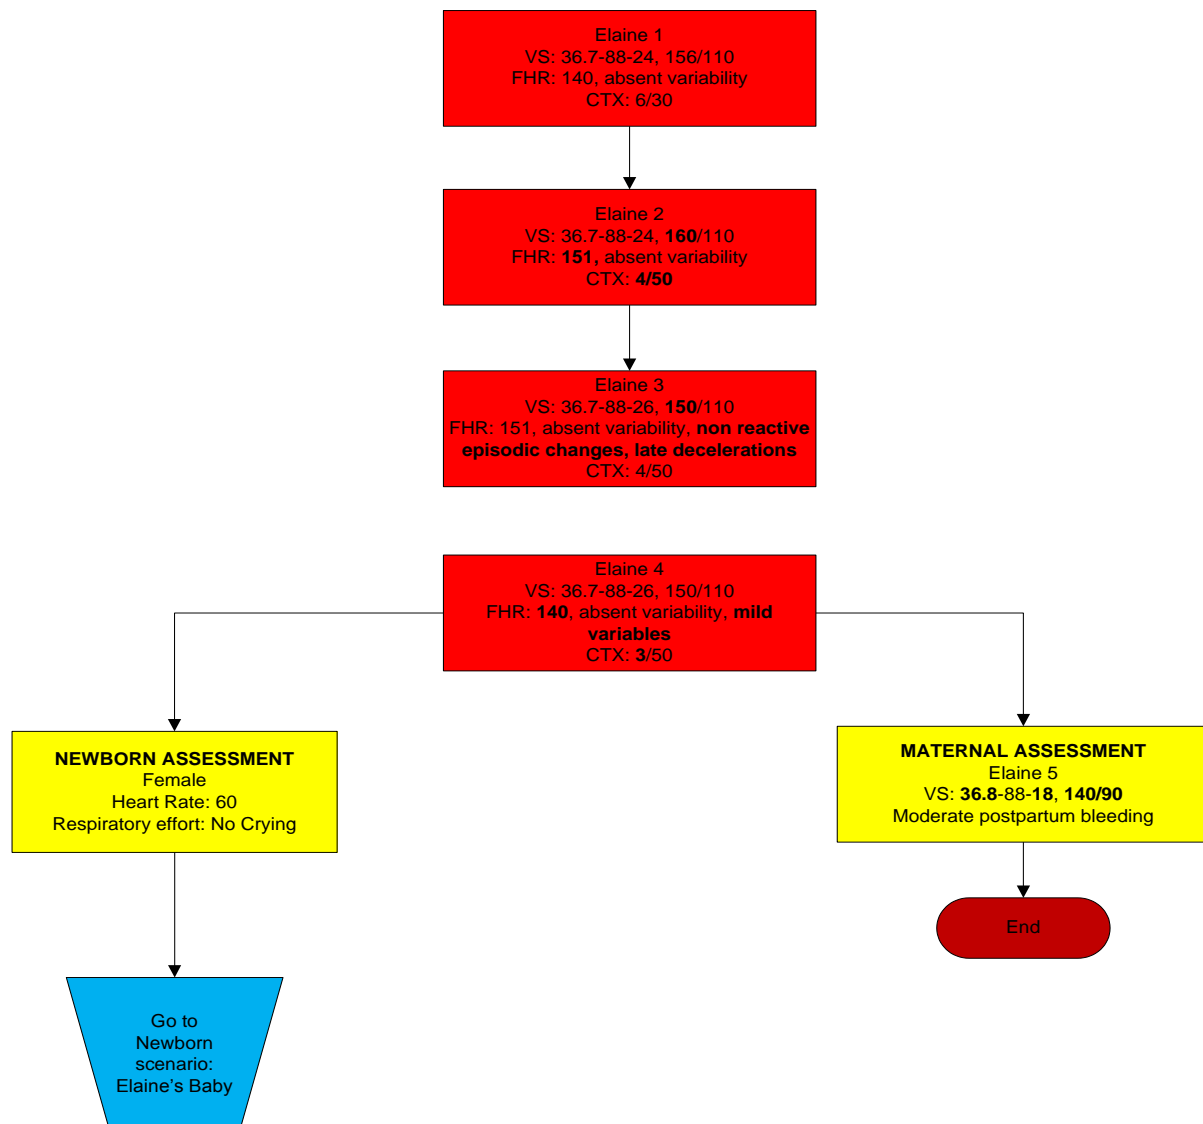 Elaine 1
VS: 36.7-88-24, 156/110
FHR: 140, absent variability
CTX: 6/30
Elaine 2
VS: 36.7-88-24, 160/110
FHR: 151, absent variability
CTX: 4/50
Elaine 3
VS: 36.7-88-26, 150/110
FHR: 151, absent variability, non reactive
episodic changes, late decelerations
CTX: 4/50
Elaine 4
VS: 36.7-88-26, 150/110
FHR: 140, absent variability, mild
variables
CTX: 3/50
NEWBORN ASSESSMENT
Female
Heart Rate: 60
Respiratory effort: No Crying
MATERNAL ASSESSMENT
Elaine 5
VS: 36.8-88-18, 140/90
Moderate postpartum bleeding
End
Go to
Newborn
scenario:
Elaine’s Baby